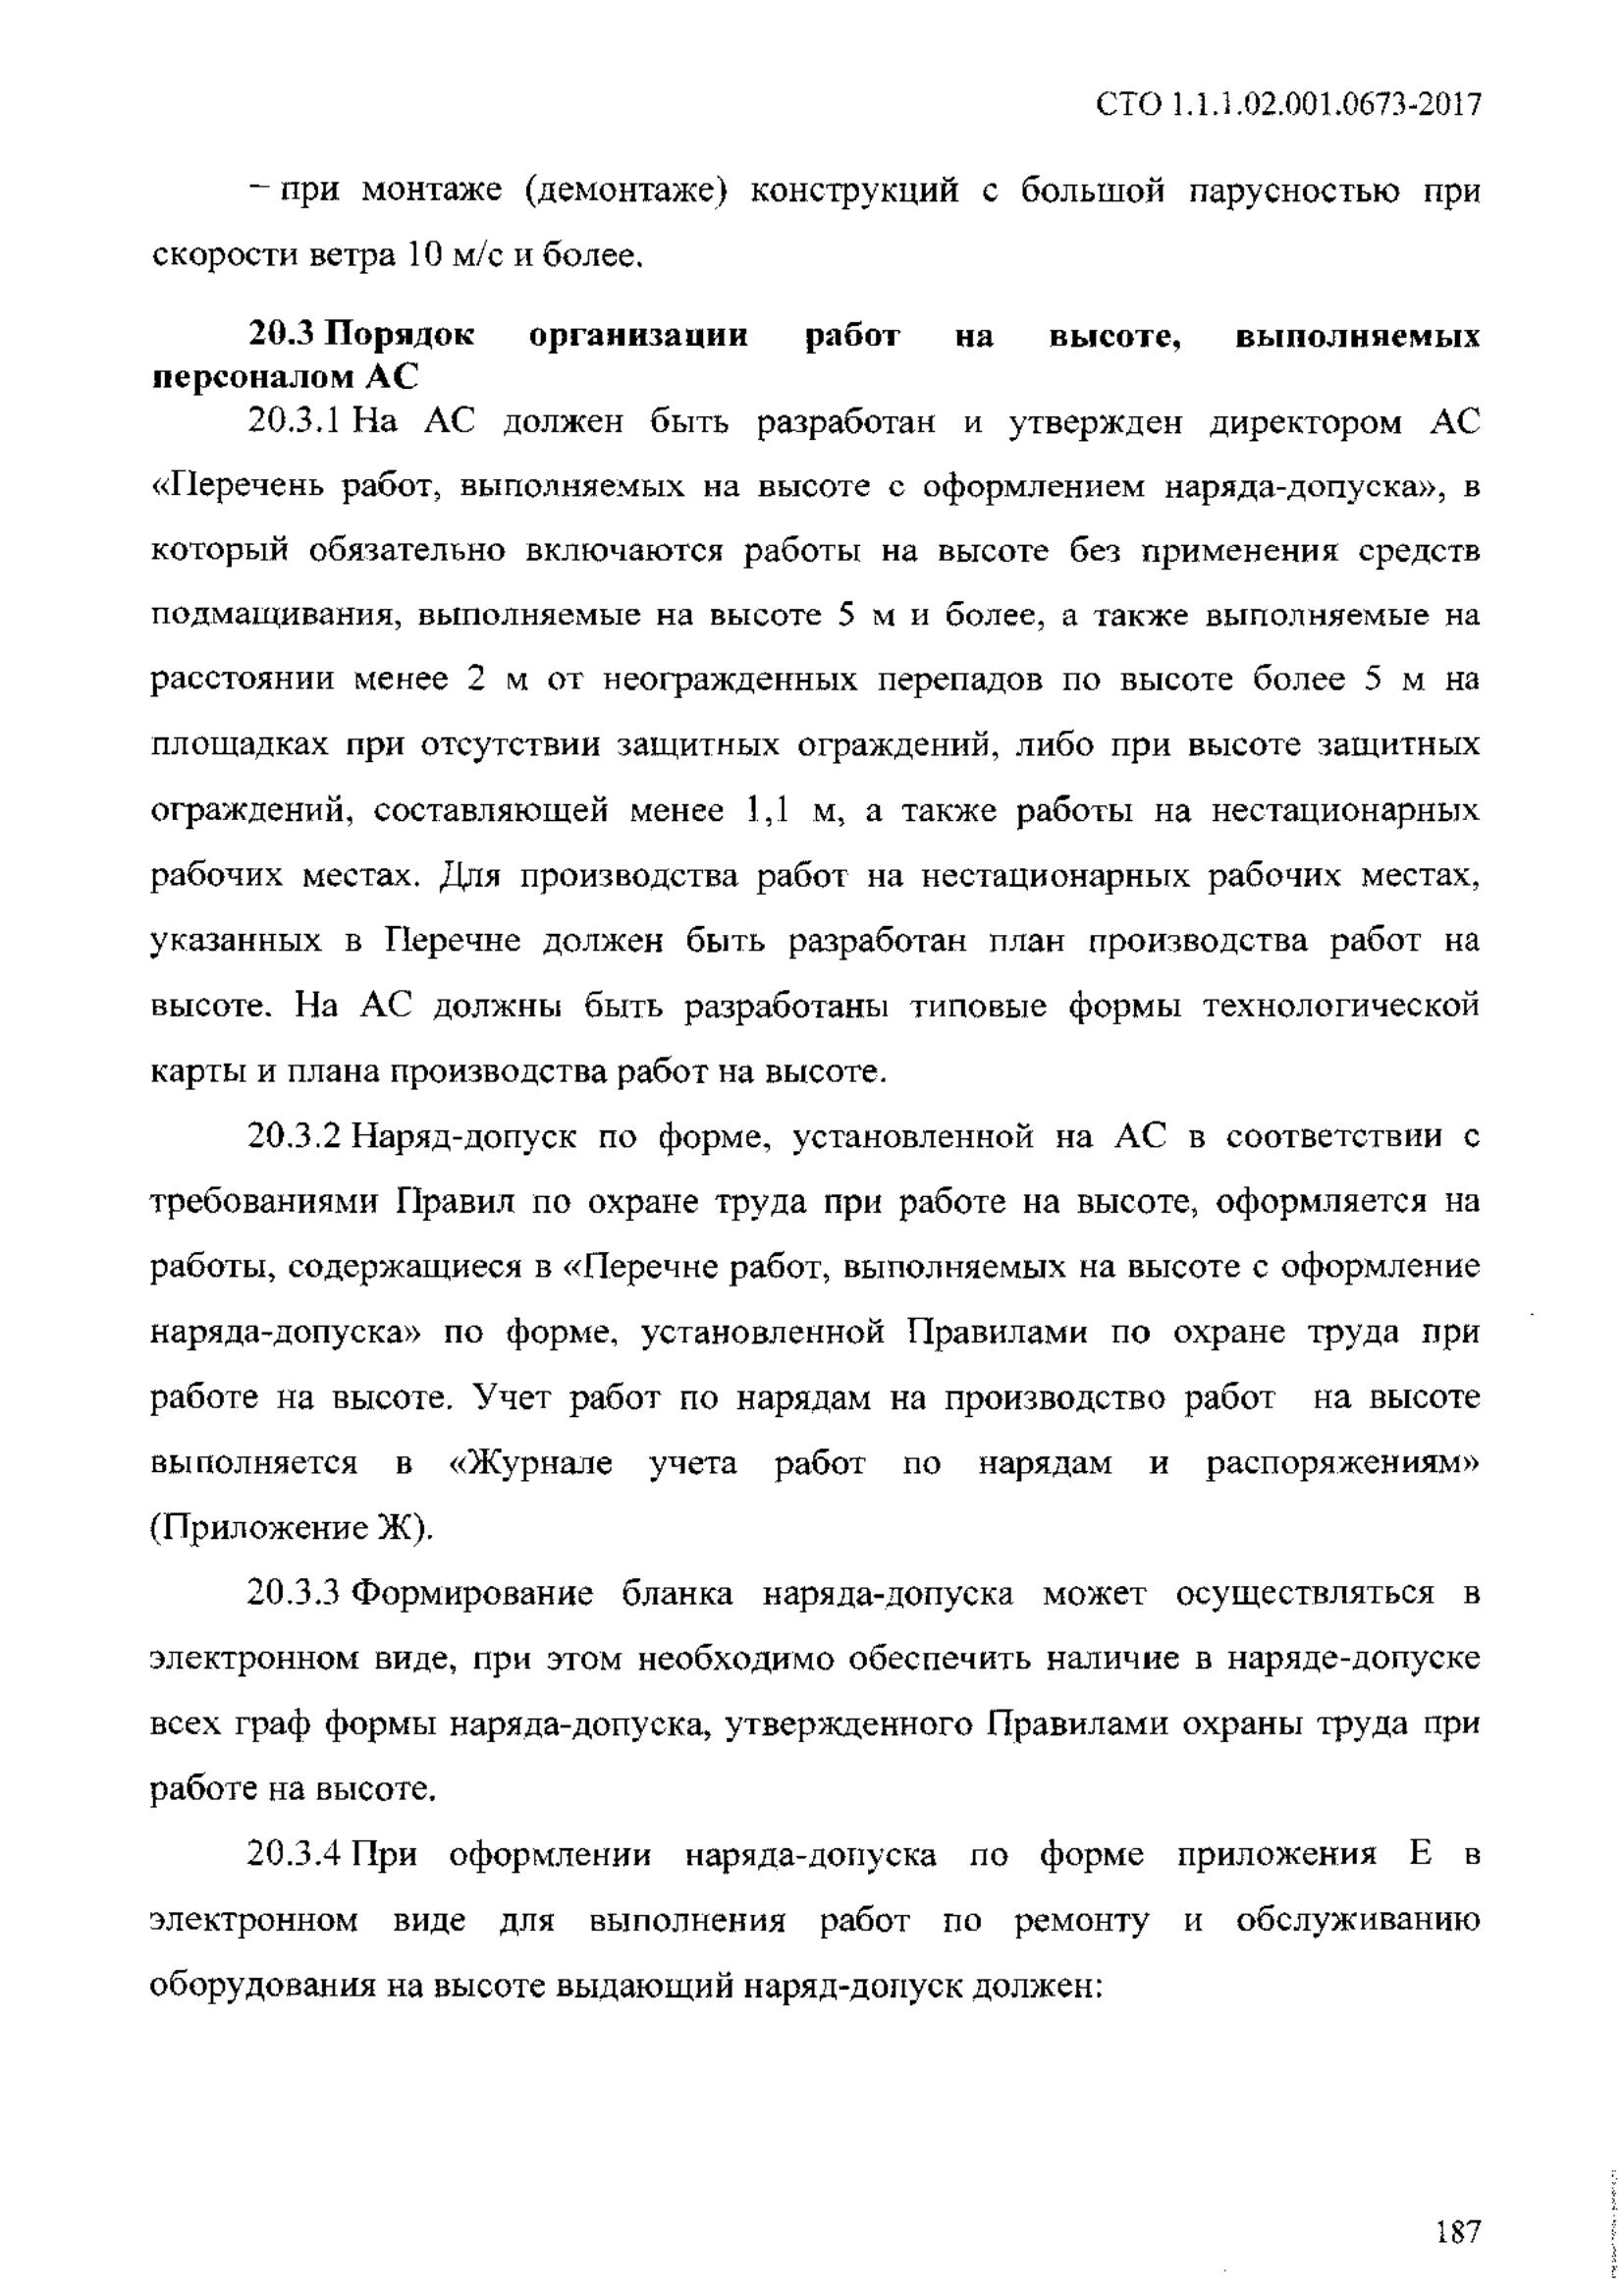 СТО 1.1.1.02.001.0673-2017
– при монтаже (демонтаже) конструкций с большой парусностью при
скорости ветра 10 м/с и более.
20.3 Порядок организации работ на высоте, выполняемых
персоналом АС
20.3.1 На АС должен быть разработан и утвержден директором АС
«Перечень работ, выполняемых на высоте с оформлением наряда-допуска», в
который обязательно включаются работы на высоте без применения средств
подмащивания, выполняемые на высоте 5 м и более, а также выполняемые на
расстоянии менее 2 м от неогражденных перепадов по высоте более 5 м на
площадках при отсутствии защитных ограждений, либо при высоте защитных
ограждений, составляющей менее 1,1 м, а также работы на нестационарных
рабочих местах. Для производства работ на нестационарных рабочих местах,
указанных в Перечне должен быть разработан план производства работ на
высоте. На АС должны быть разработаны типовые формы технологической
карты и плана производства работ на высоте.
20.3.2 Наряд-допуск по форме, установленной на АС в соответствии с
требованиями Правил по охране труда при работе на высоте, оформляется на
работы, содержащиеся в «Перечне работ, выполняемых на высоте с оформление
наряда-допуска» по форме, установленной Правилами по охране труда при
работе на высоте. Учет работ по нарядам на производство работ на высоте
выполняется в «Журнале учета работ по нарядам и распоряжениям»
(Приложение Ж).
20.3.3 Формирование бланка наряда-допуска может осуществляться в
электронном виде, при этом необходимо обеспечить наличие в наряде-допуске
всех граф формы наряда-допуска, утвержденного Правилами охраны труда при
работе на высоте.
20.3.4 При оформлении наряда-допуска по форме приложения Е в
электронном виде для выполнения работ по ремонту и обслуживанию
оборудования на высоте выдающий наряд-допуск должен:
187